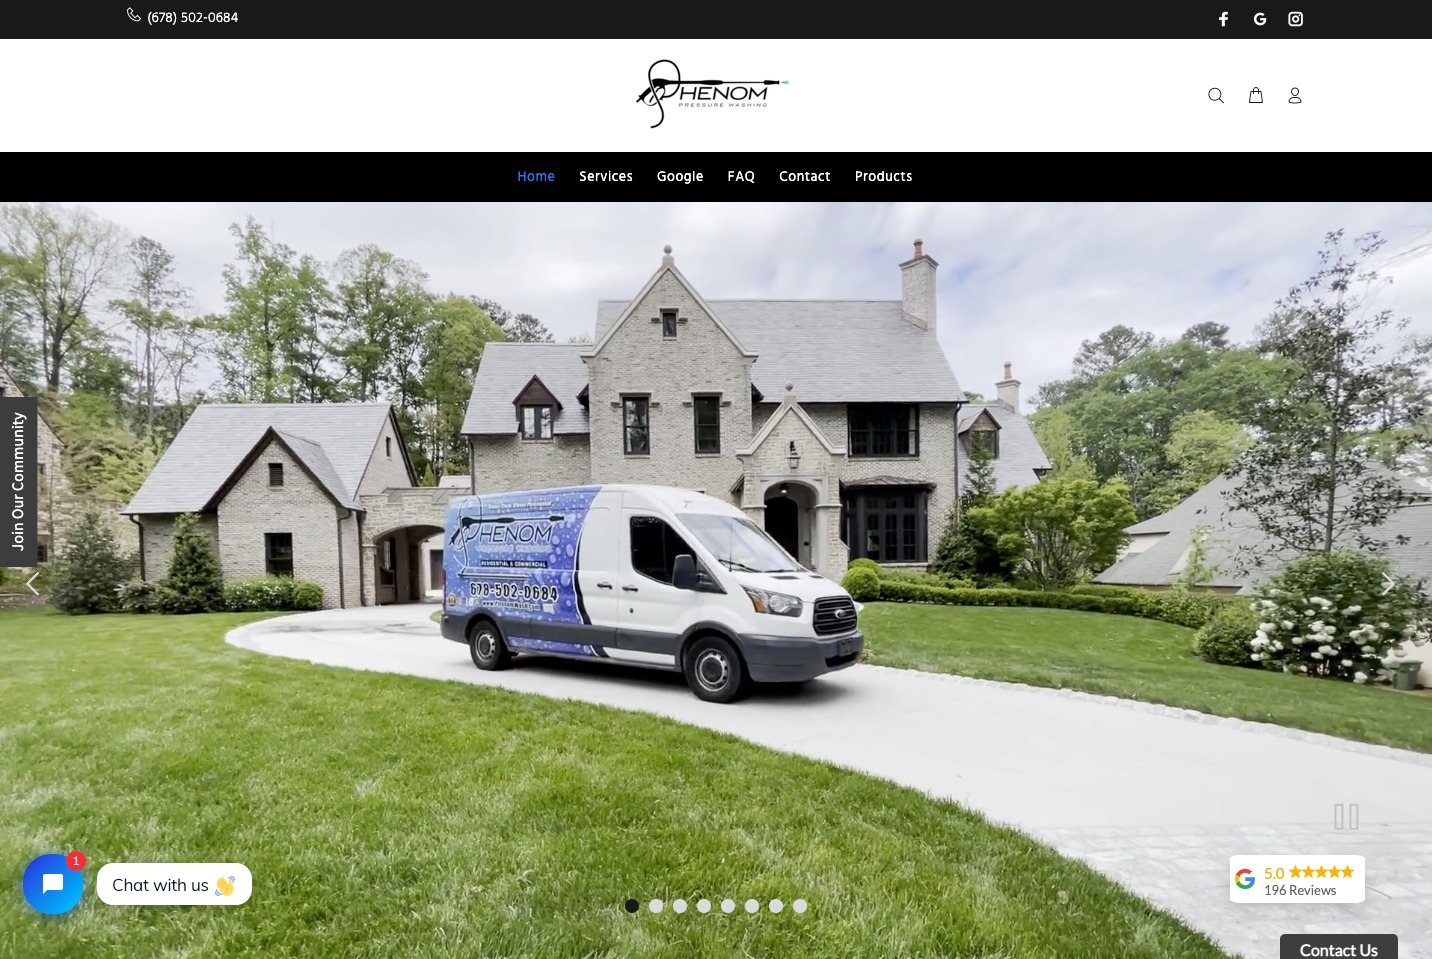 (678) 502-0684
PHENOM
PRESSURE WASHING
Home Services Google FAQ Contact Products
Join Our Community
PHENOM
RESIDENTIAL & COMMERCIAL
678-502-0684
1
Chat with us 👋
5.0 ★★★★★
196 Reviews
Contact Us